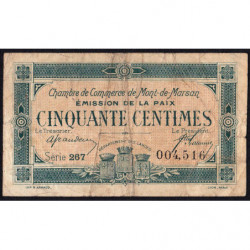 Chambre de Commerce de Mont-de-Marsan
ÉMISSION DE LA PAIX
CINQUANTE CENTIMES
Le Trésorier, Le Président,
Série 267 004,516